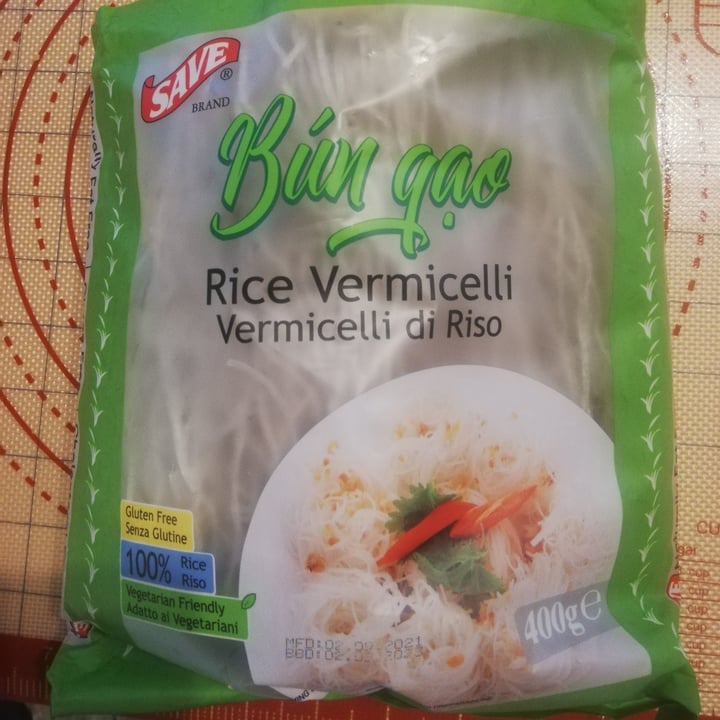 SAVE ®
BRAND
Bún gạo
Rice Vermicelli
Vermicelli di Riso
Gluten Free
Senza Glutine
100% Rice
Riso
Vegetarian Friendly
Adatto ai Vegetariani
400g e